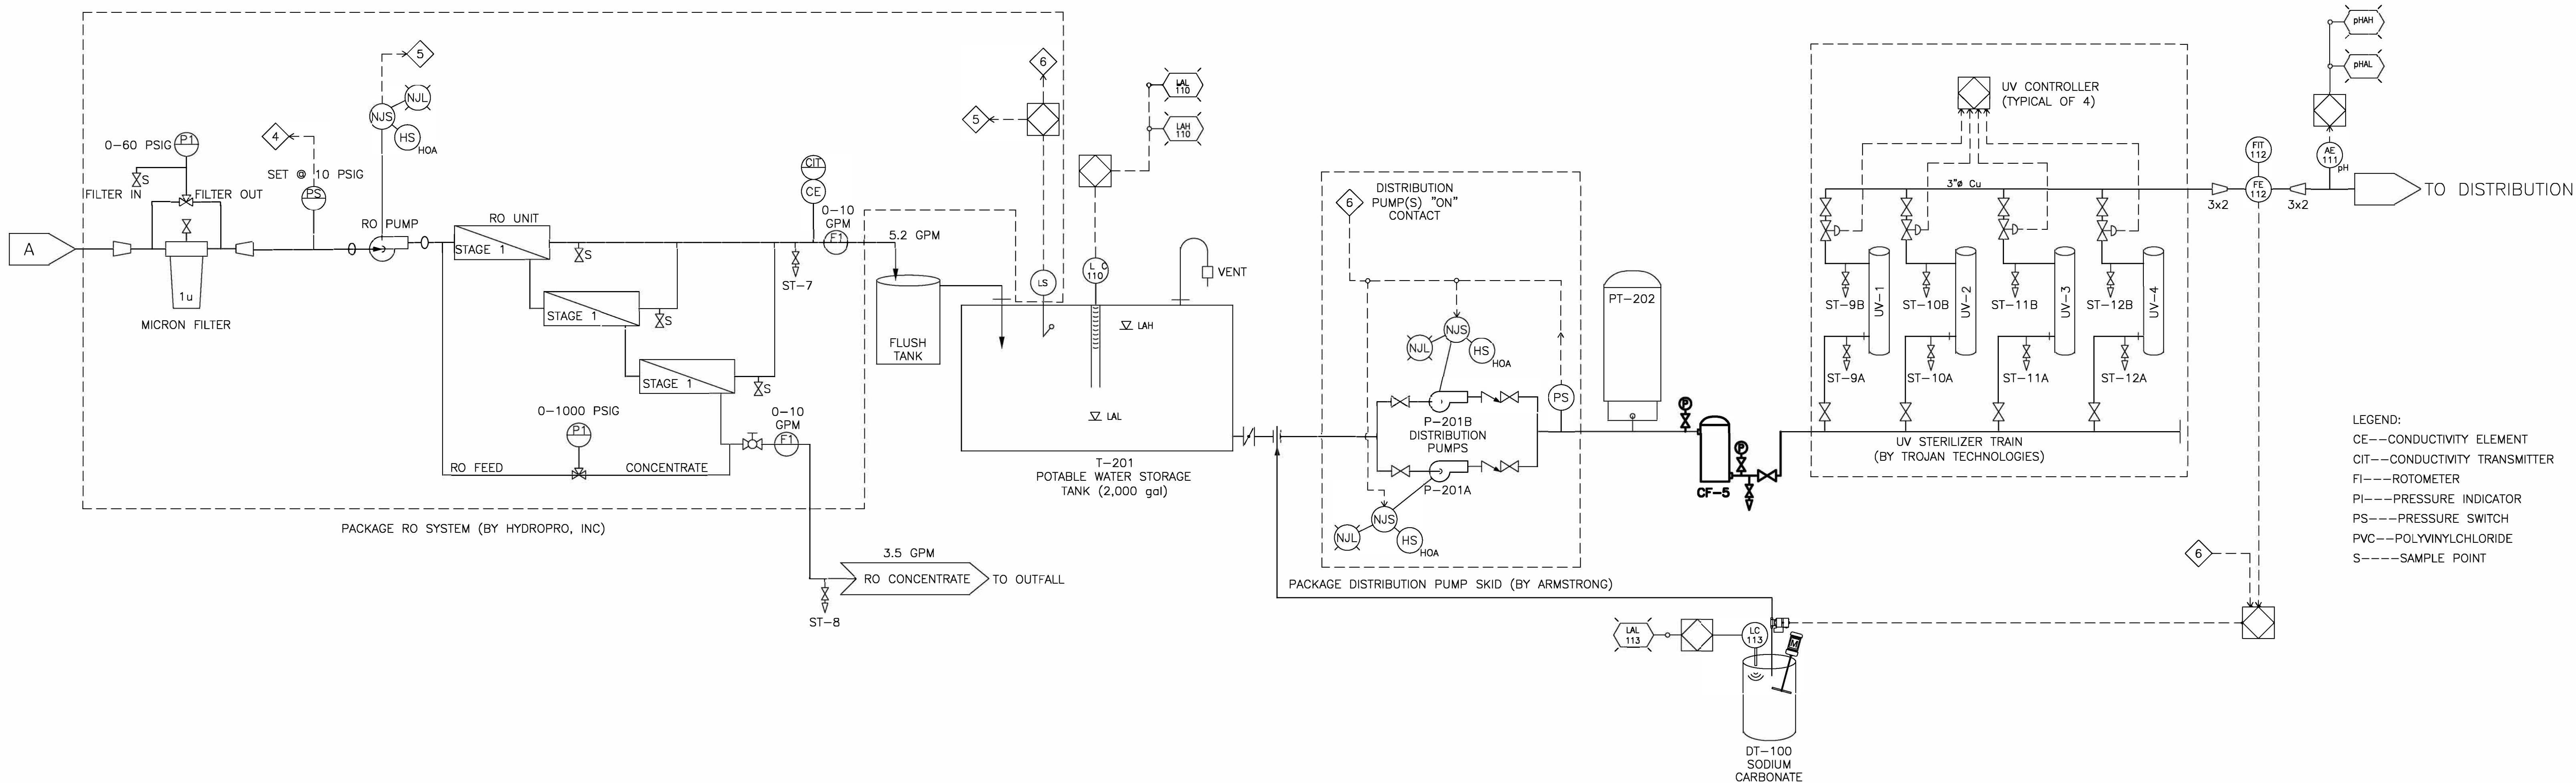 A
0-60 PSIG
P1
S
FILTER IN
FILTER OUT
1u
MICRON FILTER
4
SET @ 10 PSIG
PS
5
NJL
NJS
HS
HOA
RO PUMP
RO UNIT
STAGE 1
S
STAGE 1
S
STAGE 1
S
0-1000 PSIG
P1
RO FEED
CONCENTRATE
0-10
GPM
F1
CIT
CE
0-10
GPM
F1
ST-7
5.2 GPM
FLUSH
TANK
PACKAGE RO SYSTEM (BY HYDROPRO, INC)
3.5 GPM
RO CONCENTRATE
TO OUTFALL
ST-8
6
5
LS
LAL
110
LAH
110
L C
110
VENT
LAH
LAL
T-201
POTABLE WATER STORAGE
TANK (2,000 gal)
6
DISTRIBUTION
PUMP(S) "ON"
CONTACT
NJS
NJL
HS
HOA
P-201B
DISTRIBUTION
PUMPS
P-201A
NJS
NJL
HS
HOA
PS
PACKAGE DISTRIBUTION PUMP SKID (BY ARMSTRONG)
PT-202
P
P
CF-5
UV CONTROLLER
(TYPICAL OF 4)
3"ø Cu
ST-9B
UV-1
ST-10B
UV-2
ST-11B
UV-3
ST-12B
UV-4
ST-9A
ST-10A
ST-11A
ST-12A
UV STERILIZER TRAIN
(BY TROJAN TECHNOLOGIES)
pHAH
pHAL
FIT
112
AE
111
pH
FE
112
3x2
3x2
TO DISTRIBUTION
LEGEND:
CE--CONDUCTIVITY ELEMENT
CIT--CONDUCTIVITY TRANSMITTER
FI---ROTOMETER
PI---PRESSURE INDICATOR
PS---PRESSURE SWITCH
PVC--POLYVINYLCHLORIDE
S----SAMPLE POINT
6
LAL
113
LC
113
M
DT-100
SODIUM
CARBONATE